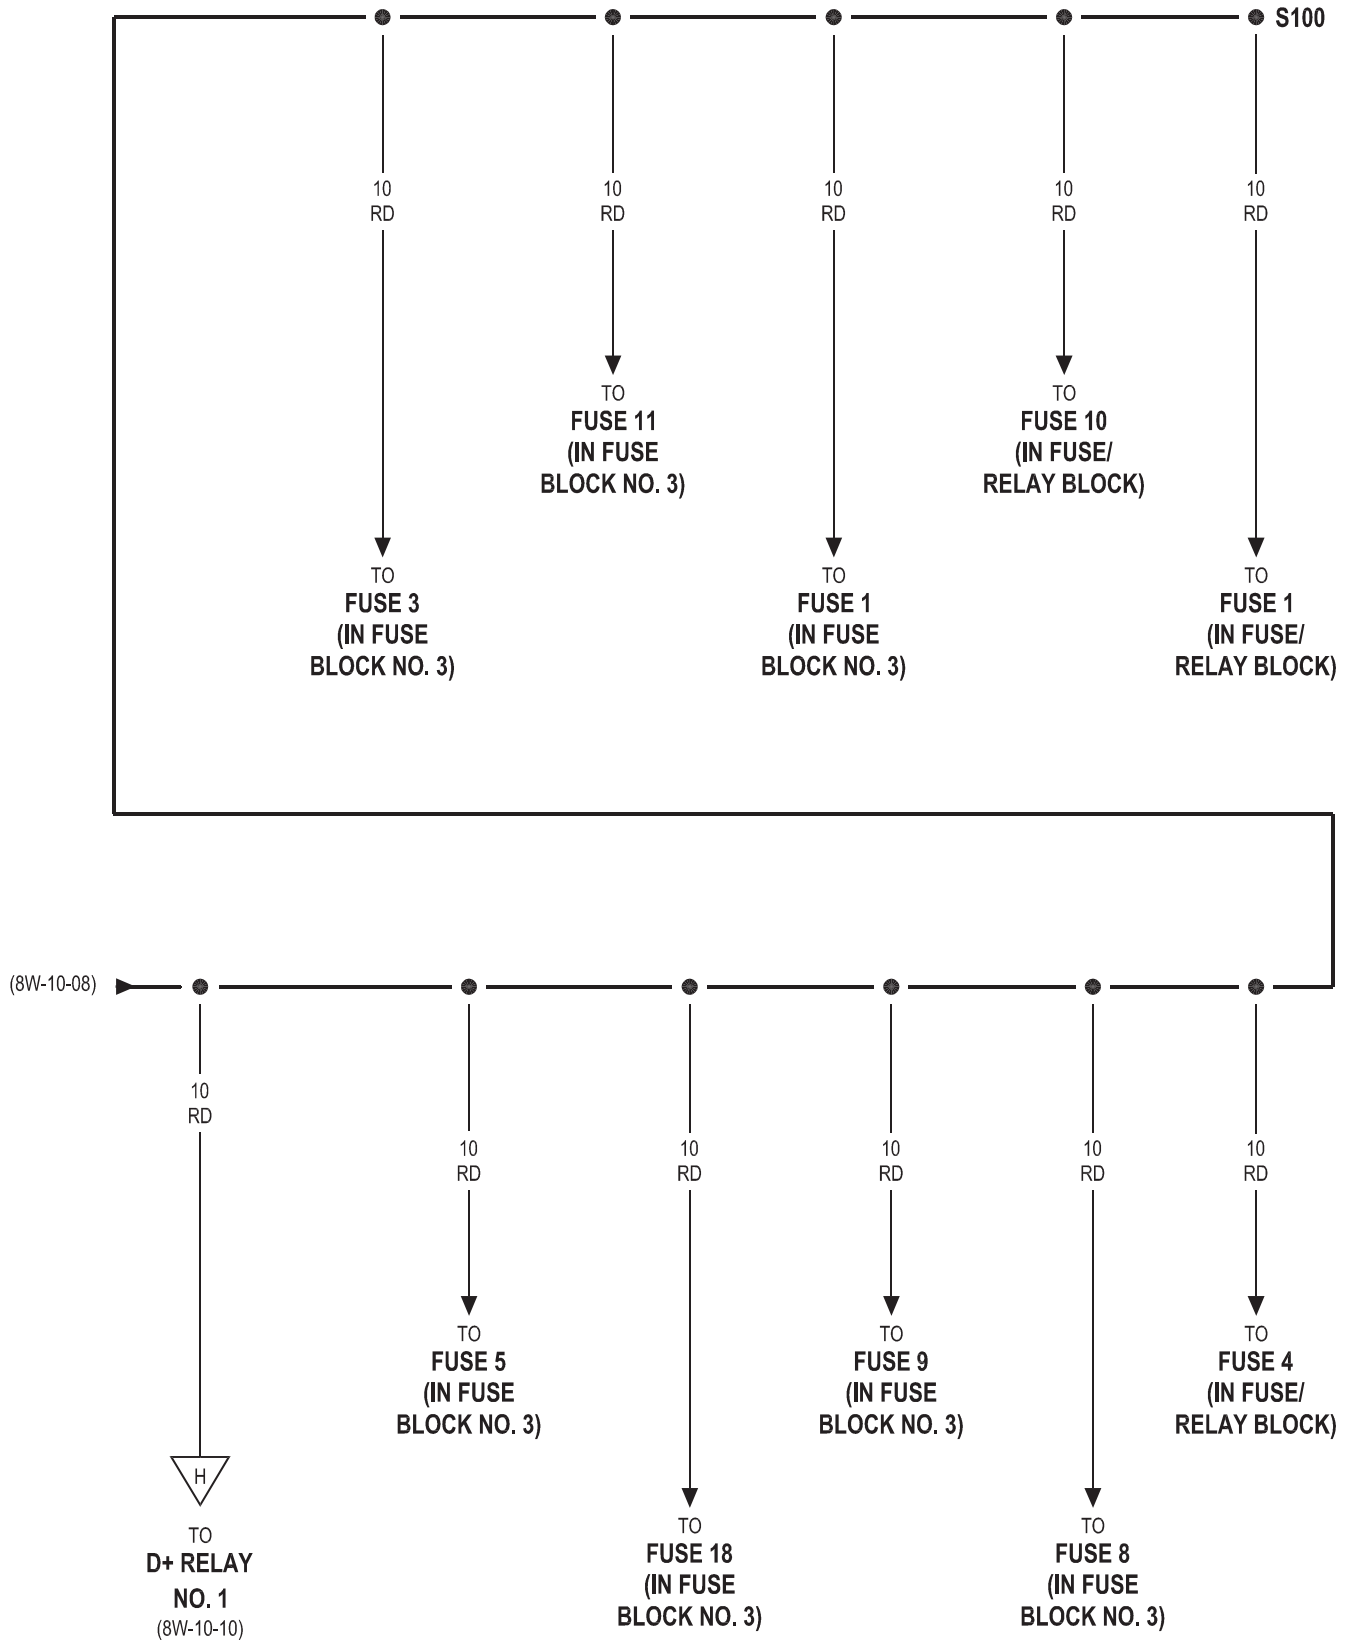 S100
10
RD
10
RD
10
RD
10
RD
10
RD
TO
FUSE 11
(IN FUSE
BLOCK NO. 3)
TO
FUSE 10
(IN FUSE/
RELAY BLOCK)
TO
FUSE 3
(IN FUSE
BLOCK NO. 3)
TO
FUSE 1
(IN FUSE
BLOCK NO. 3)
TO
FUSE 1
(IN FUSE/
RELAY BLOCK)
(8W-10-08)
10
RD
10
RD
10
RD
10
RD
10
RD
10
RD
TO
FUSE 5
(IN FUSE
BLOCK NO. 3)
TO
FUSE 9
(IN FUSE
BLOCK NO. 3)
TO
FUSE 4
(IN FUSE/
RELAY BLOCK)
H
TO
D+ RELAY
NO. 1
(8W-10-10)
TO
FUSE 18
(IN FUSE
BLOCK NO. 3)
TO
FUSE 8
(IN FUSE
BLOCK NO. 3)